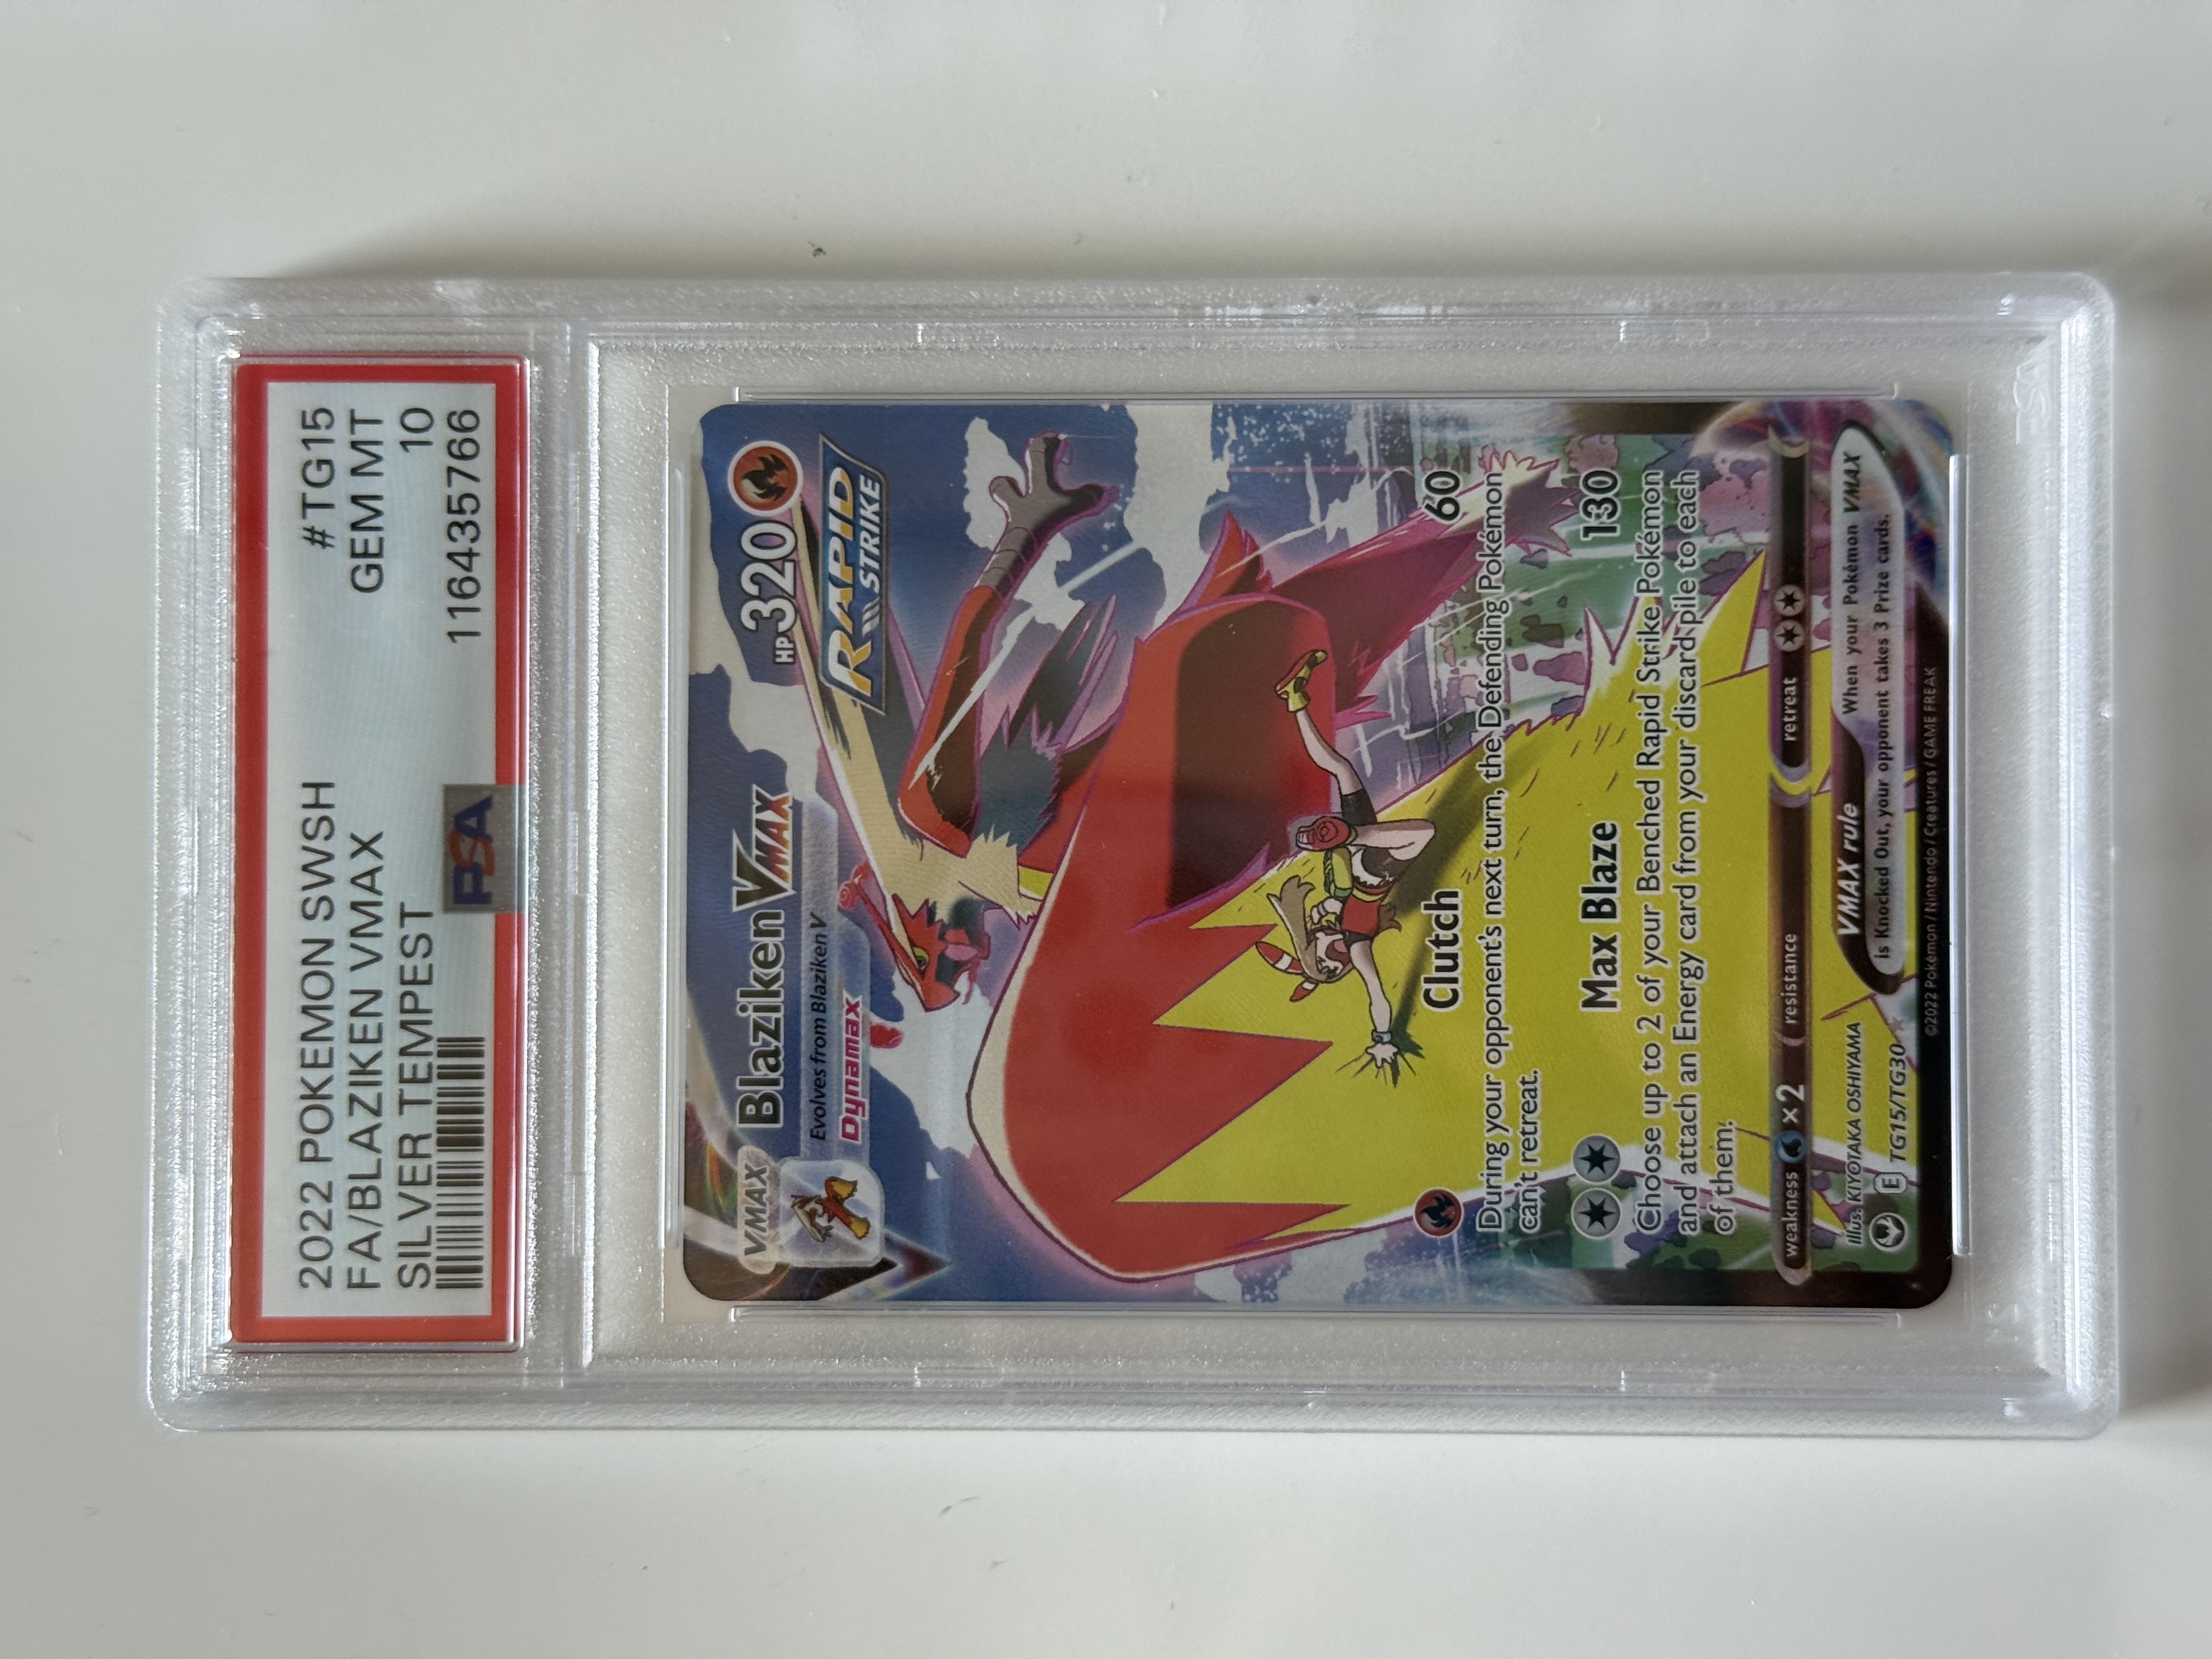 2022 POKEMON SWSH #TG15
FA/BLAZIKEN VMAX GEM MT
SILVER TEMPEST 10
PSA 116435766
VMAX Blaziken VMAX HP 320
Evolves from Blaziken V
Dynamax
RAPID
STRIKE
Clutch 60
During your opponent's next turn, the Defending Pokémon
can't retreat.
Max Blaze 130
Choose up to 2 of your Benched Rapid Strike Pokémon
and attach an Energy card from your discard pile to each
of them.
weakness ×2 resistance retreat
Illus. KIYOTAKA OSHIYAMA
E TG15/TG30
VMAX rule When your Pokémon VMAX
is Knocked Out, your opponent takes 3 Prize cards.
©2022 Pokémon / Nintendo / Creatures / GAME FREAK